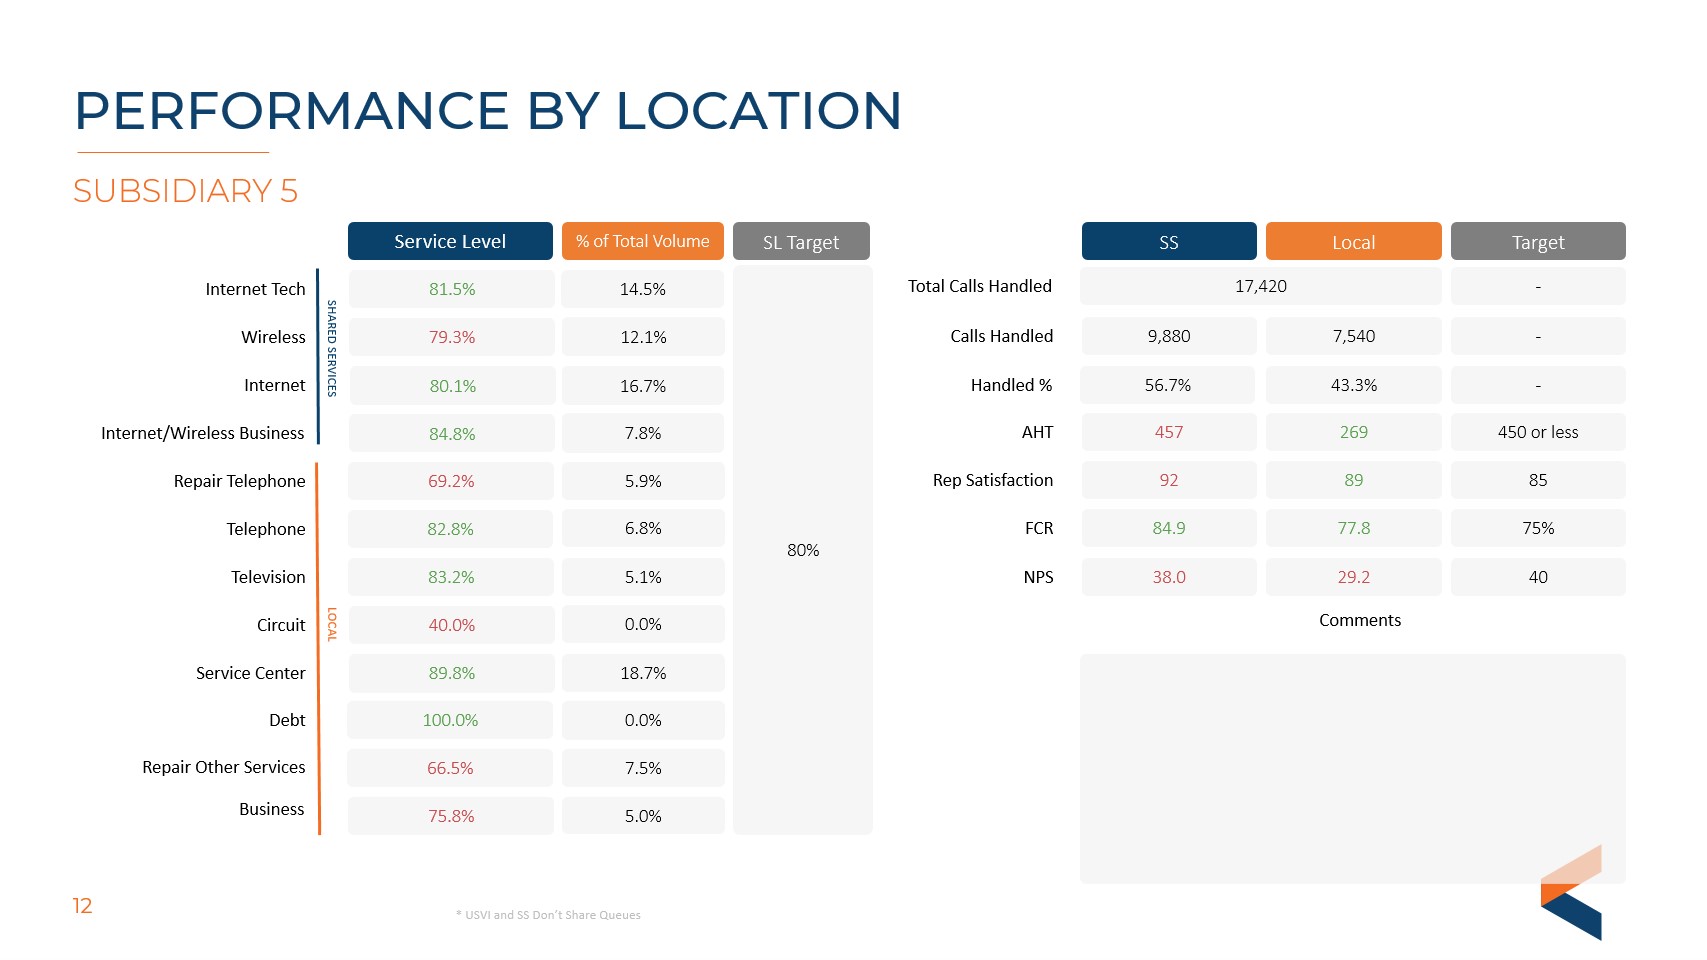 PERFORMANCE BY LOCATION
SUBSIDIARY 5
Service Level % of Total Volume SL Target
SHARED SERVICES
Internet Tech 81.5% 14.5%
Wireless 79.3% 12.1%
Internet 80.1% 16.7%
Internet/Wireless Business 84.8% 7.8%
LOCAL
Repair Telephone 69.2% 5.9%
Telephone 82.8% 6.8%
80%
Television 83.2% 5.1%
Circuit 40.0% 0.0%
Service Center 89.8% 18.7%
Debt 100.0% 0.0%
Repair Other Services 66.5% 7.5%
Business 75.8% 5.0%
SS Local Target
Total Calls Handled 17,420 -
Calls Handled 9,880 7,540 -
Handled % 56.7% 43.3% -
AHT 457 269 450 or less
Rep Satisfaction 92 89 85
FCR 84.9 77.8 75%
NPS 38.0 29.2 40
Comments
12
* USVI and SS Don't Share Queues